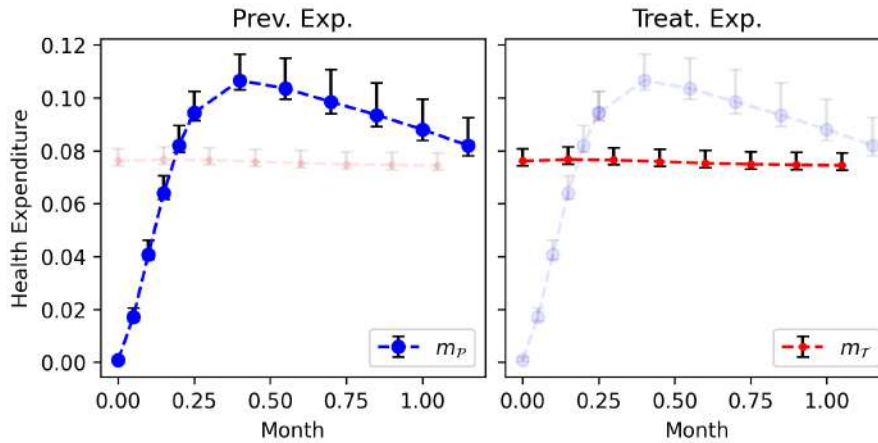 Prev. Exp.
Treat. Exp.
Health Expenditure
0.12
0.10
0.08
0.06
0.04
0.02
0.00
m𝒫
m𝒯
0.00 0.25 0.50 0.75 1.00
0.00 0.25 0.50 0.75 1.00
Month
Month